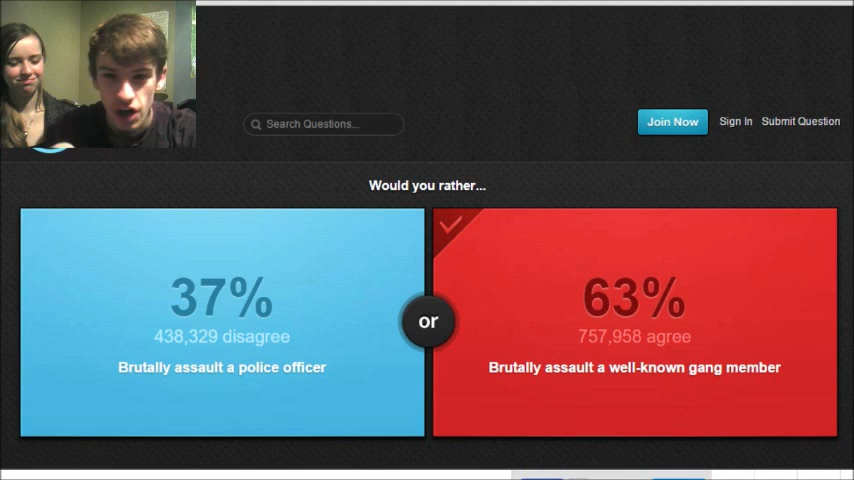 Search Questions...
Join Now
Sign In
Submit Question
Would you rather...
37%
438,329 disagree
Brutally assault a police officer
or
63%
757,958 agree
Brutally assault a well-known gang member